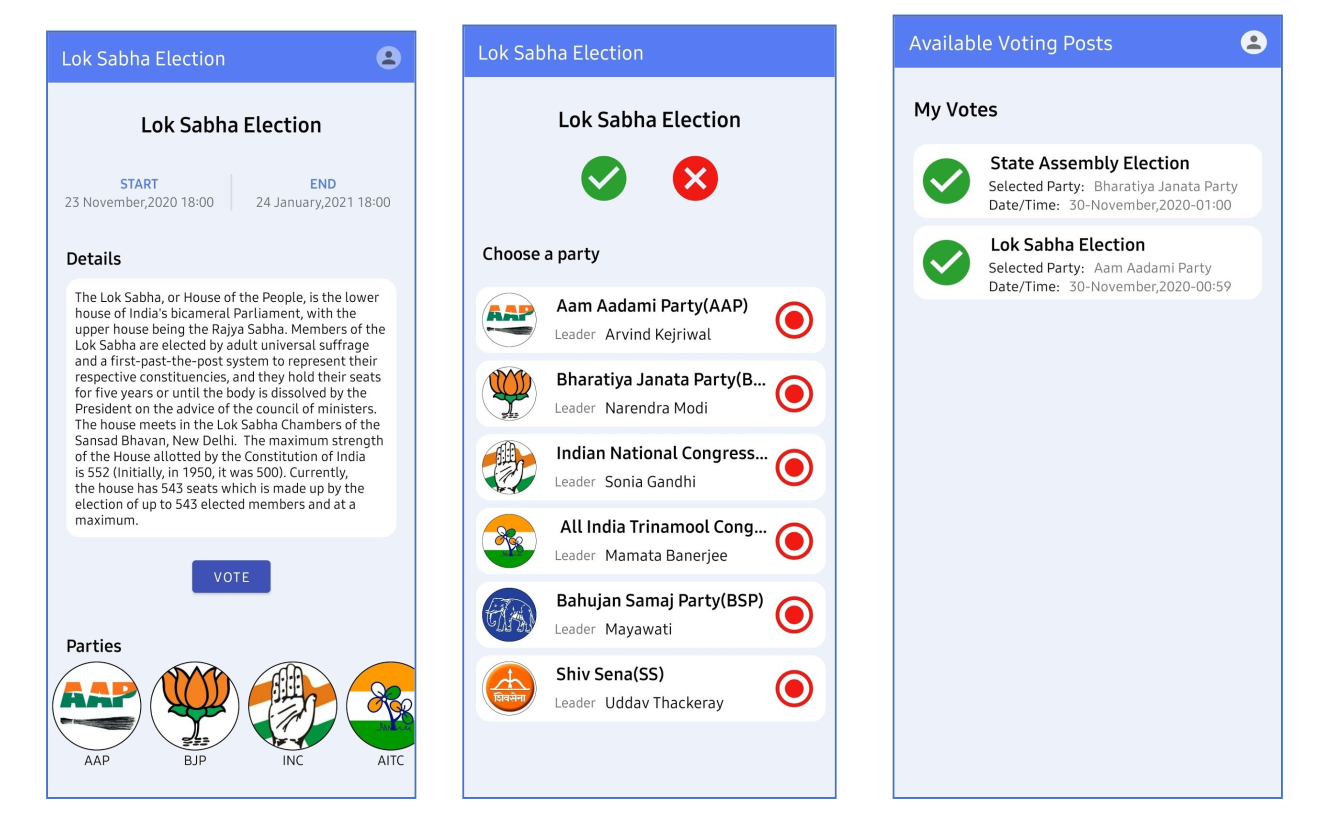 Lok Sabha Election
Lok Sabha Election
START
23 November,2020 18:00
END
24 January,2021 18:00
Details
The Lok Sabha, or House of the People, is the lower
house of India's bicameral Parliament, with the
upper house being the Rajya Sabha. Members of the
Lok Sabha are elected by adult universal suffrage
and a first-past-the-post system to represent their
respective constituencies, and they hold their seats
for five years or until the body is dissolved by the
President on the advice of the council of ministers.
The house meets in the Lok Sabha Chambers of the
Sansad Bhavan, New Delhi. The maximum strength
of the House allotted by the Constitution of India
is 552 (Initially, in 1950, it was 500). Currently,
the house has 543 seats which is made up by the
election of up to 543 elected members and at a
maximum.
VOTE
Parties
AAP
AAP
BJP
INC
AITC
Lok Sabha Election
Lok Sabha Election
Choose a party
AAP
Aam Aadami Party(AAP)
Leader Arvind Kejriwal
Bharatiya Janata Party(B...
Leader Narendra Modi
Indian National Congress...
Leader Sonia Gandhi
All India Trinamool Cong...
Leader Mamata Banerjee
Bahujan Samaj Party(BSP)
Leader Mayawati
शिवसेना
Shiv Sena(SS)
Leader Uddav Thackeray
Available Voting Posts
My Votes
State Assembly Election
Selected Party: Bharatiya Janata Party
Date/Time: 30-November,2020-01:00
Lok Sabha Election
Selected Party: Aam Aadami Party
Date/Time: 30-November,2020-00:59